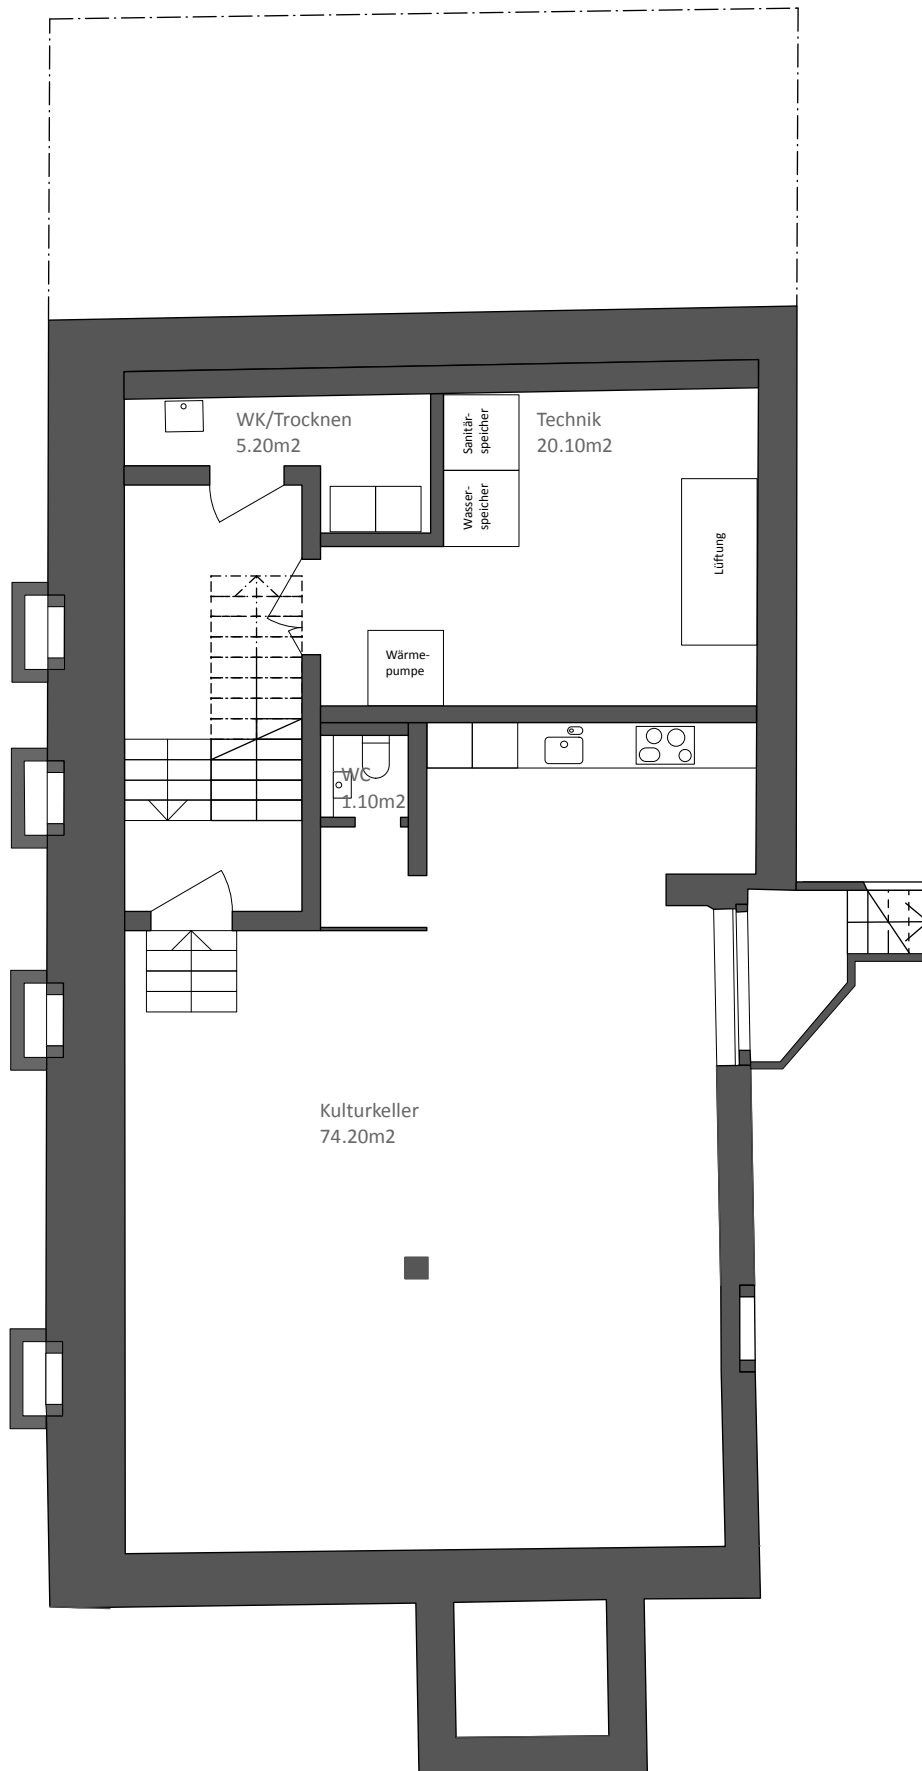 WK/Trocknen
5.20m2
Sanitär-
speicher
Technik
20.10m2
Wasser-
speicher
Lüftung
Wärme-
pumpe
WC
1.10m2
Kulturkeller
74.20m2